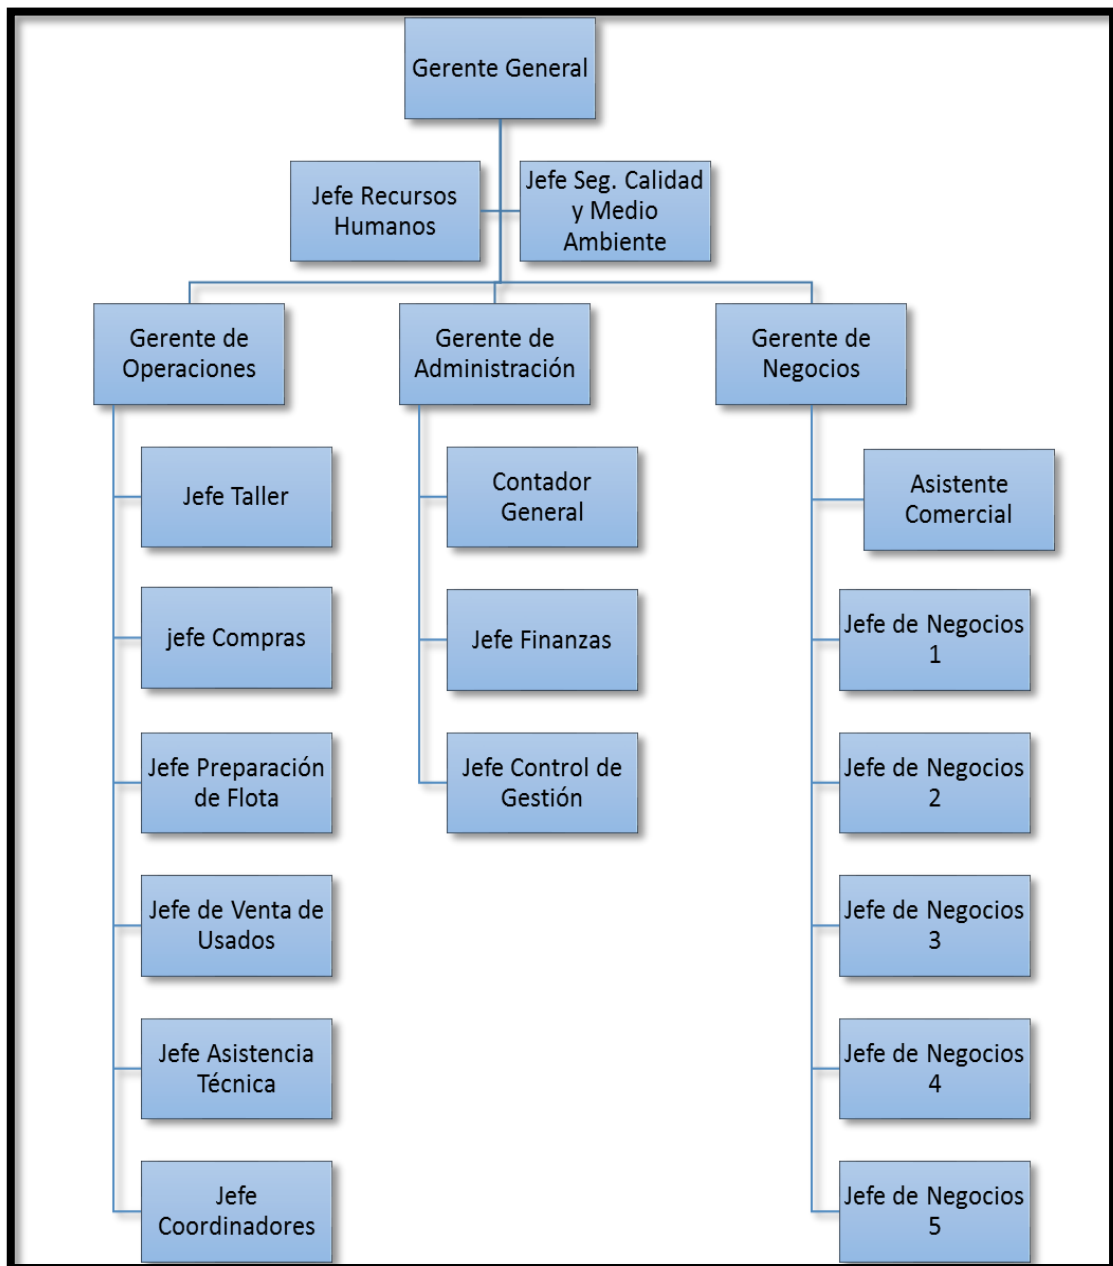 Gerente General
Jefe Recursos
Humanos
Jefe Seg. Calidad
y Medio
Ambiente
Gerente de
Operaciones
Gerente de
Administración
Gerente de
Negocios
Jefe Taller
jefe Compras
Jefe Preparación
de Flota
Jefe de Venta de
Usados
Jefe Asistencia
Técnica
Jefe
Coordinadores
Contador
General
Jefe Finanzas
Jefe Control de
Gestión
Asistente
Comercial
Jefe de Negocios
1
Jefe de Negocios
2
Jefe de Negocios
3
Jefe de Negocios
4
Jefe de Negocios
5